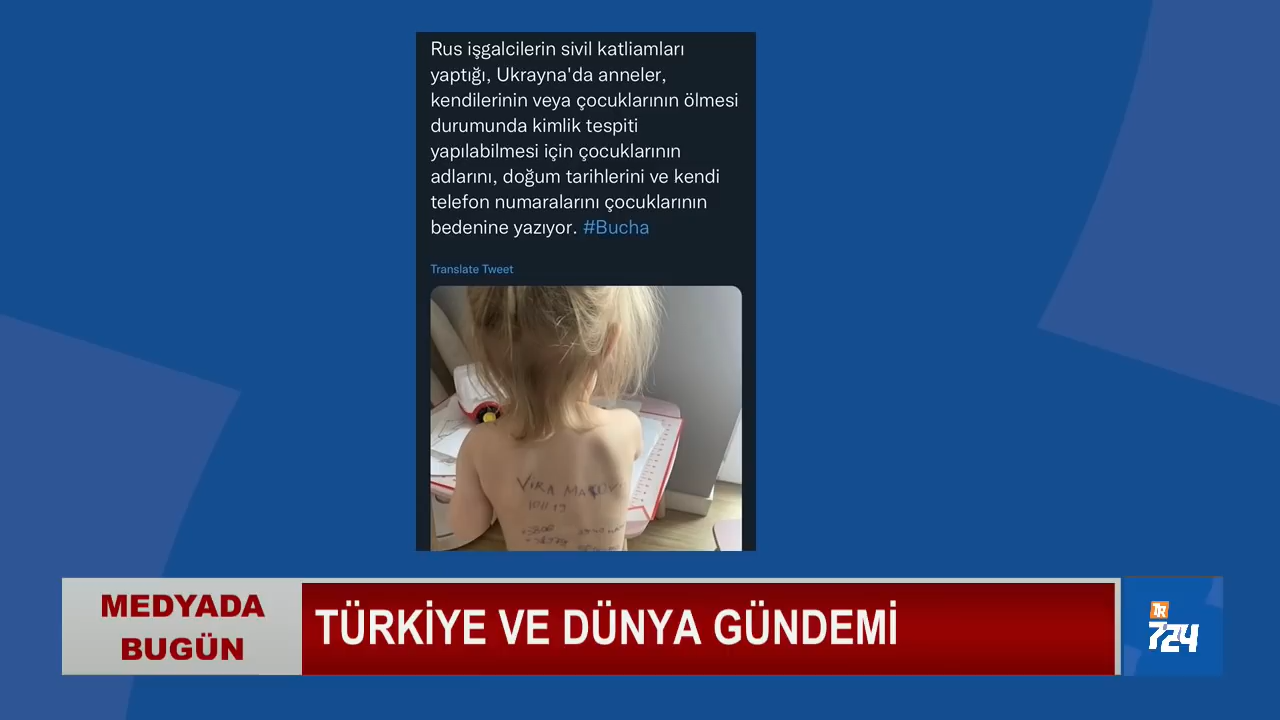 Rus işgalcilerin sivil katliamları
yaptığı, Ukrayna'da anneler,
kendilerinin veya çocuklarının ölmesi
durumunda kimlik tespiti
yapılabilmesi için çocuklarının
adlarını, doğum tarihlerini ve kendi
telefon numaralarını çocuklarının
bedenine yazıyor. #Bucha
Translate Tweet
VIRA
MEDYADA
BUGÜN
TÜRKİYE VE DÜNYA GÜNDEMİ
TR
724